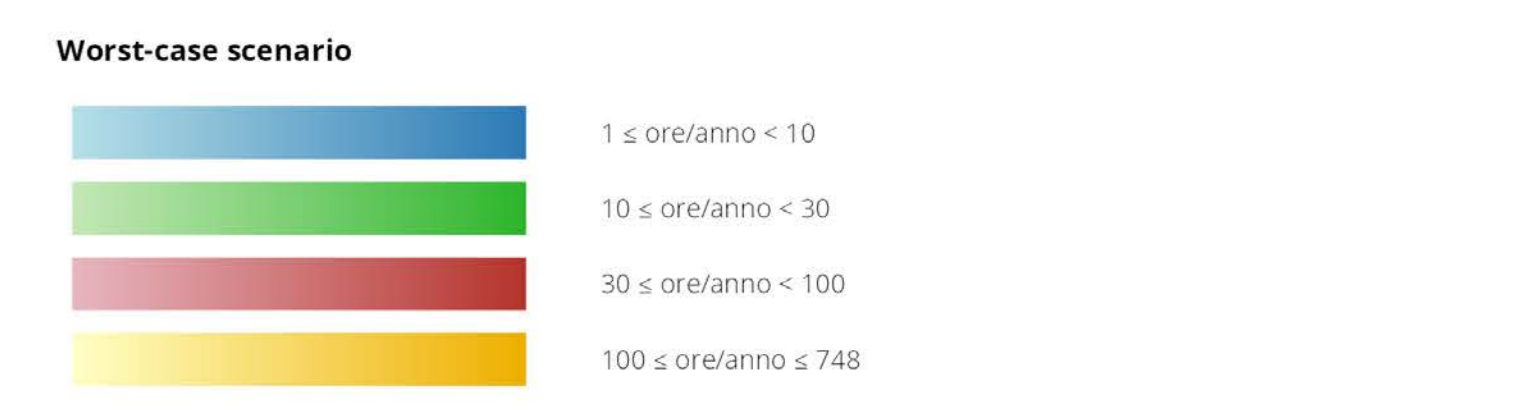 Worst-case scenario
1 ≤ ore/anno < 10
10 ≤ ore/anno < 30
30 ≤ ore/anno < 100
100 ≤ ore/anno ≤ 748